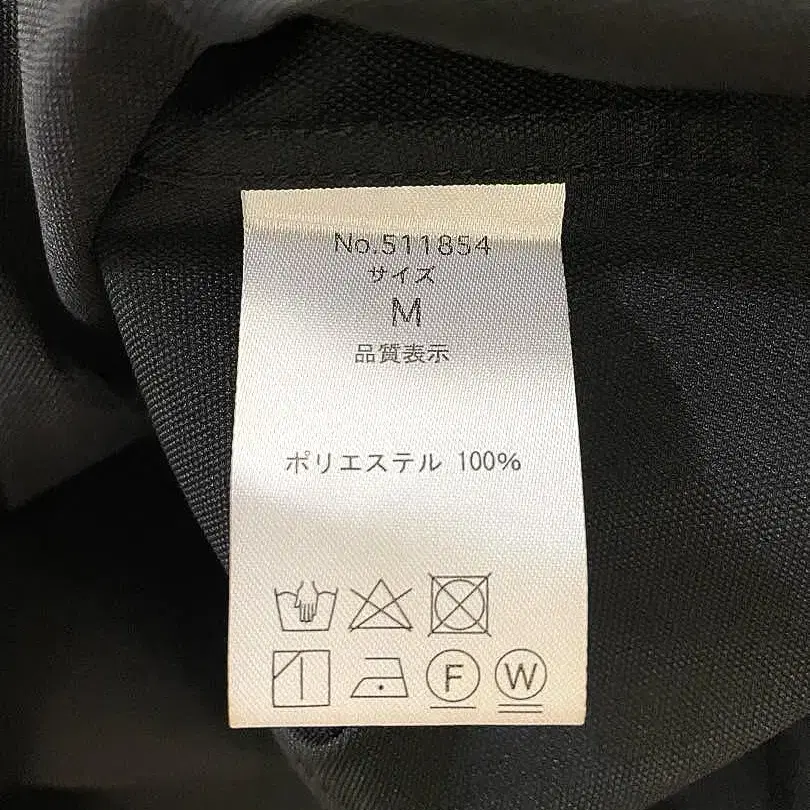 No.511854
サイズ
M
品質表示
ポリエステル 100%
F W